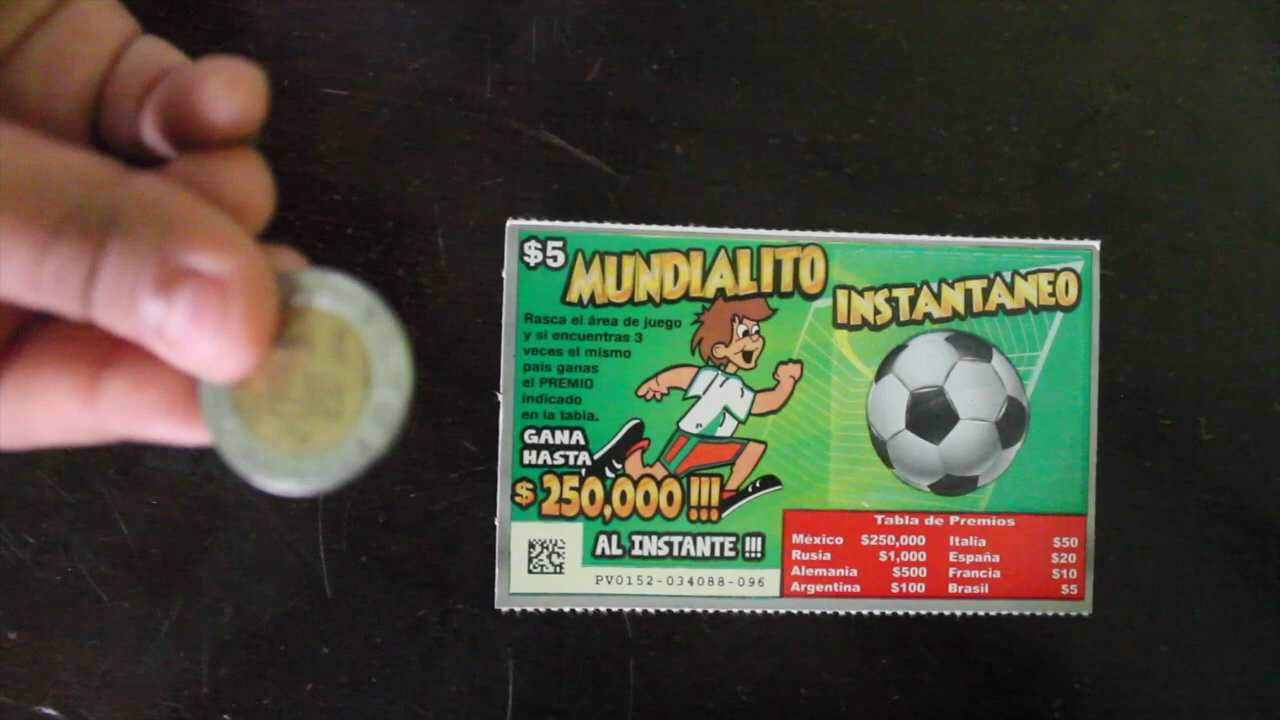 $5
MUNDIALITO
INSTANTANEO
Rasca el área de juego
y si encuentras 3
veces el mismo
país ganas
el PREMIO
indicado
en la tabla.
GANA
HASTA
$250,000 !!!
AL INSTANTE !!!
PV0152-034088-096
Tabla de Premios
México $250,000 Italia $50
Rusia $1,000 España $20
Alemania $500 Francia $10
Argentina $100 Brasil $5